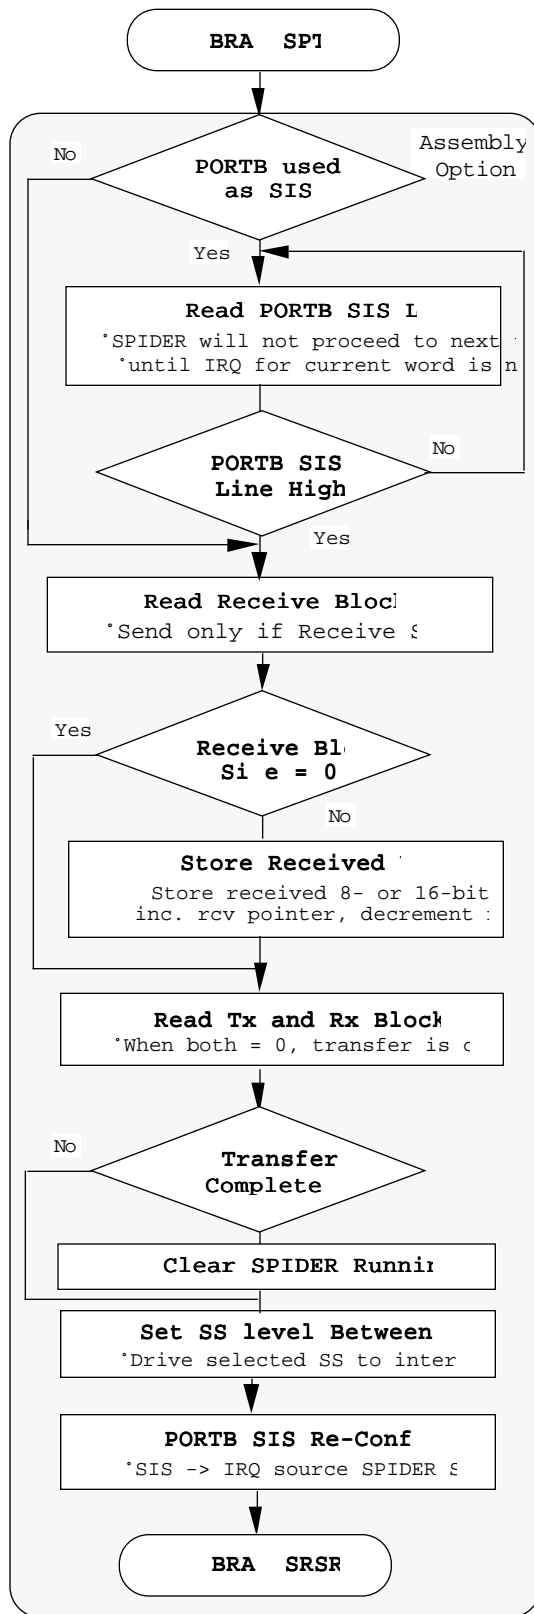 BRA SPT
No
Assembly
Option
PORTB used
as SIS
Yes
Read PORTB SIS L
°SPIDER will not proceed to next
°until IRQ for current word is n
No
PORTB SIS
Line High
Yes
Read Receive Block
°Send only if Receive S
Yes
Receive Bl
Si e = 0
No
Store Received
Store received 8- or 16-bit
inc. rcv pointer, decrement
Read Tx and Rx Block
°When both = 0, transfer is c
No
Transfer
Complete
Clear SPIDER Runnin
Set SS level Between
°Drive selected SS to inter
PORTB SIS Re-Conf
°SIS -> IRQ source SPIDER S
BRA SRSR